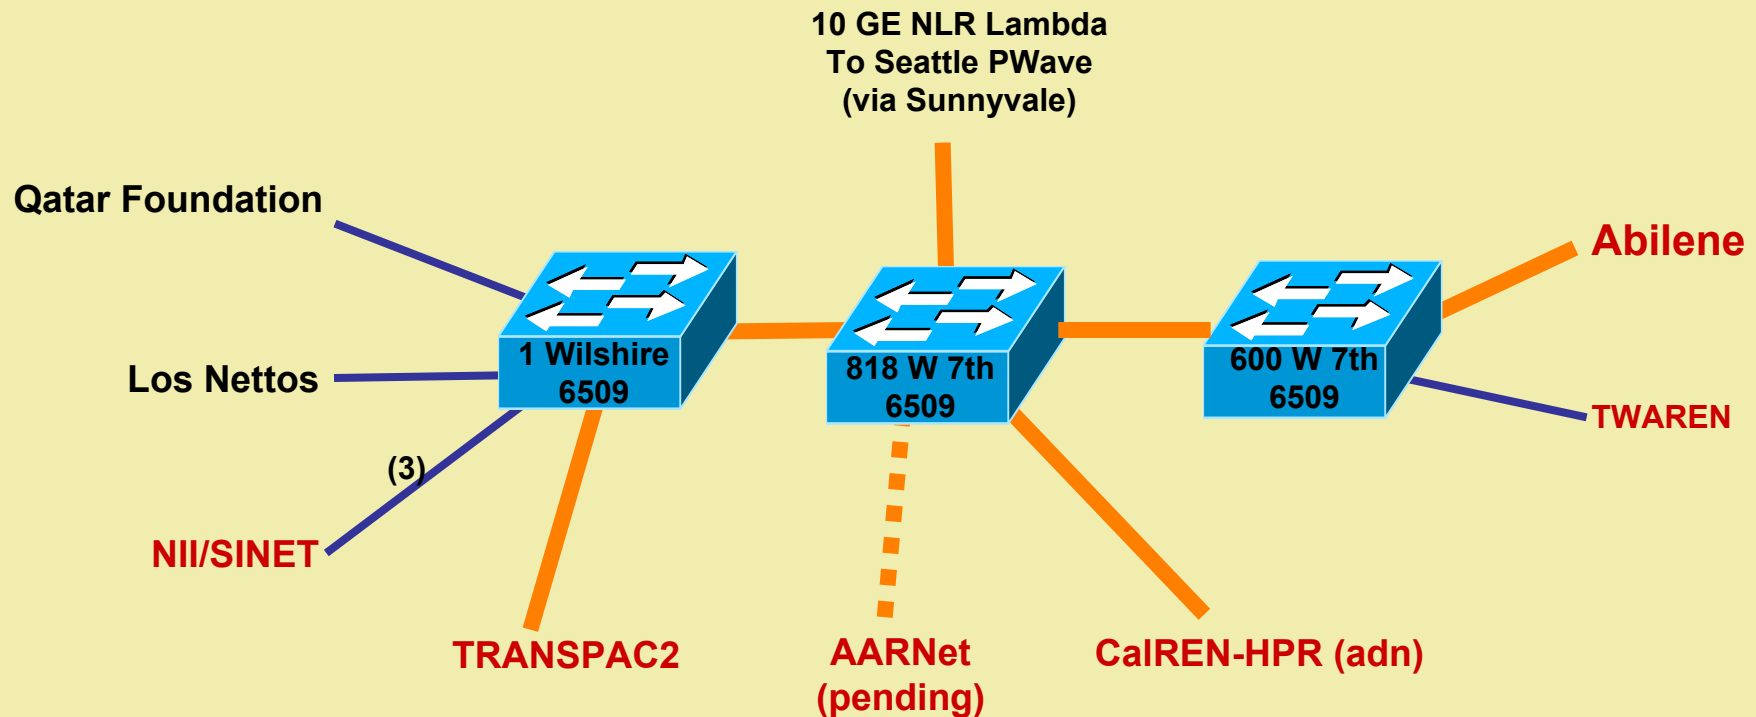 10 GE NLR Lambda
To Seattle PWave
(via Sunnyvale)
Qatar Foundation
Abilene
1 Wilshire
6509
818 W 7th
6509
600 W 7th
6509
Los Nettos
TWAREN
(3)
NII/SINET
TRANSPAC2
AARNet
(pending)
CalREN-HPR (adn)